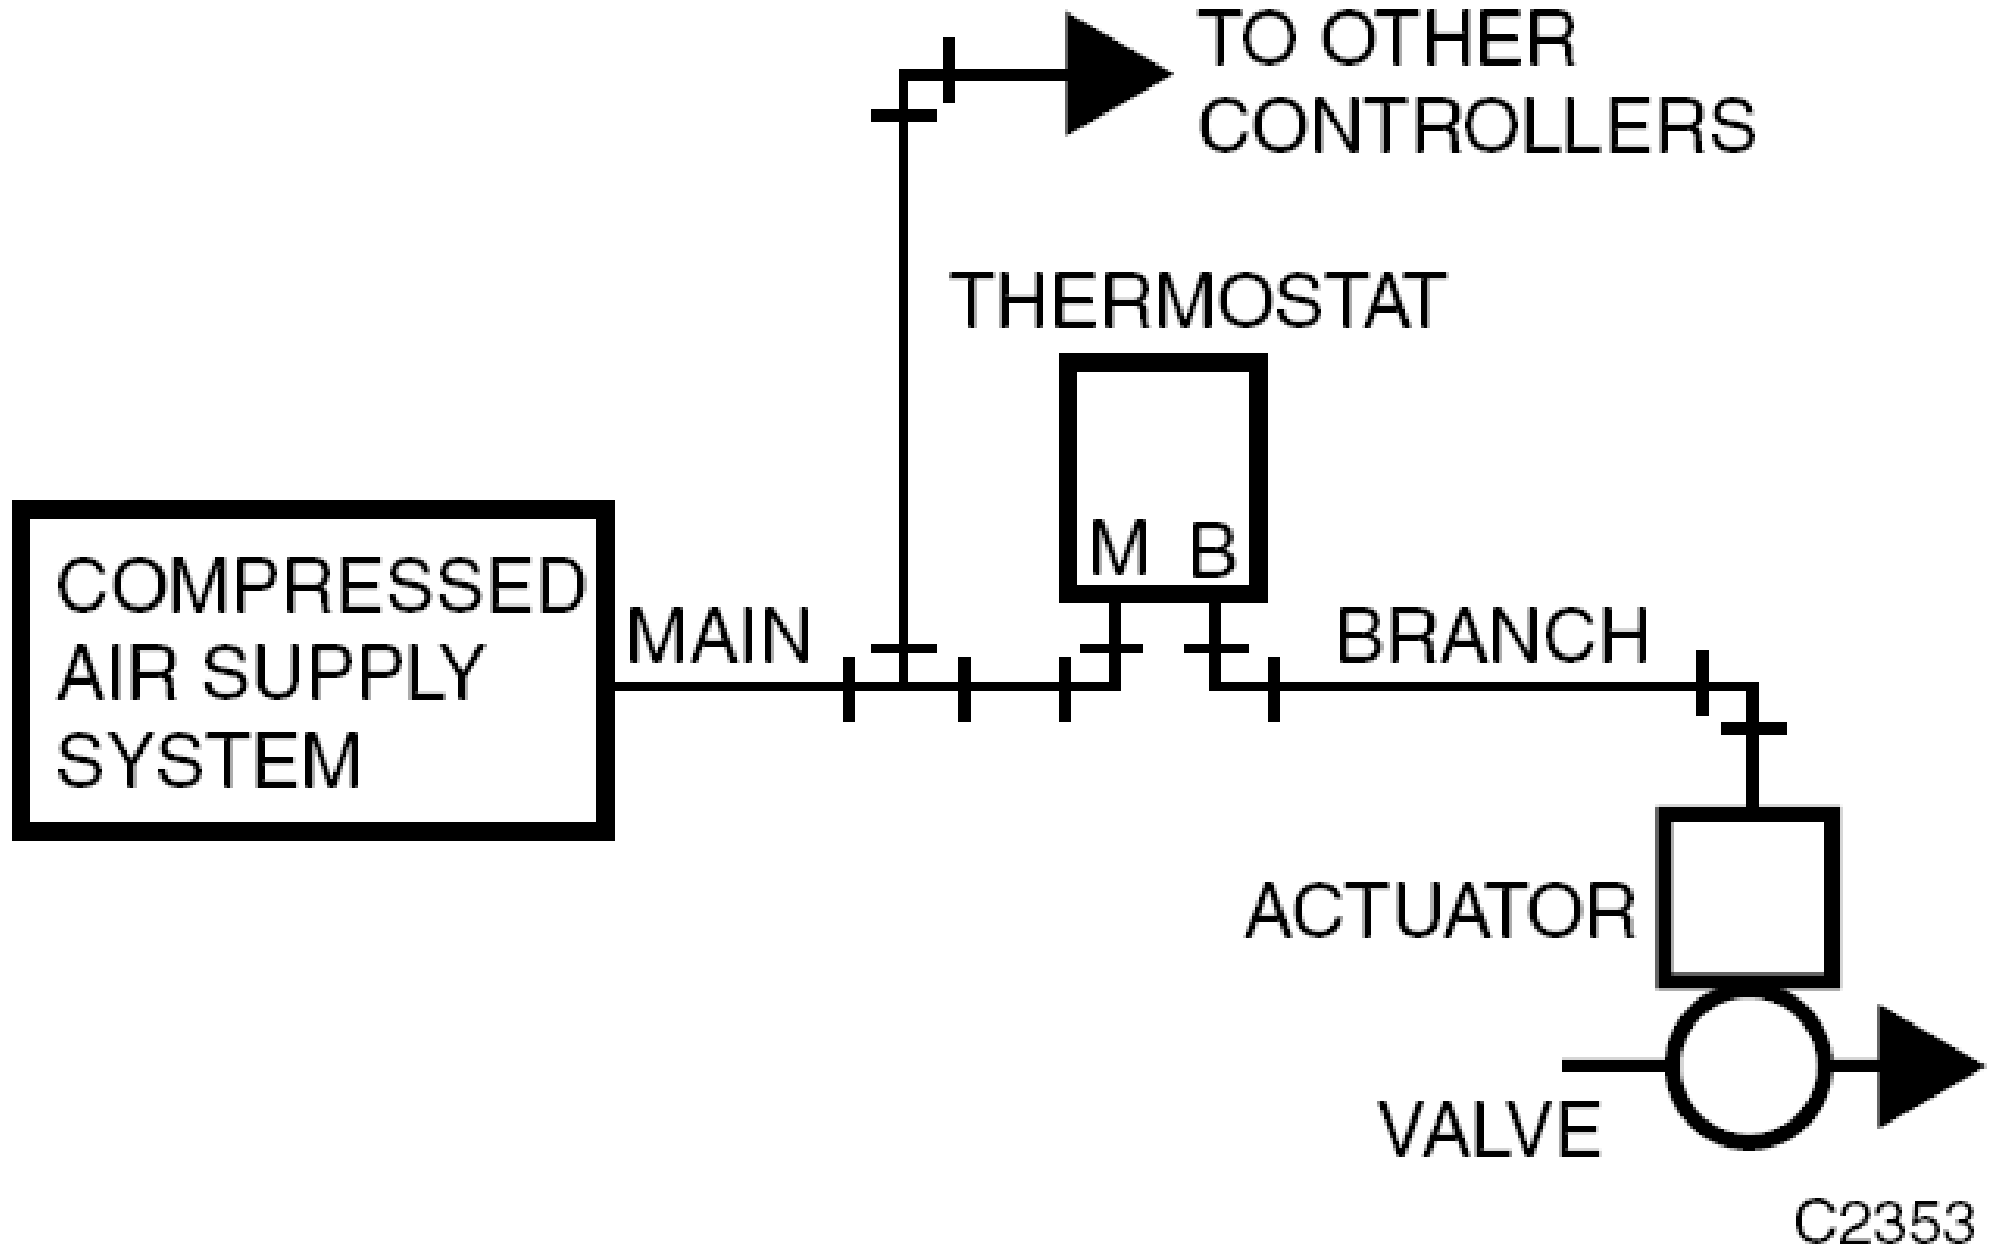 TO OTHER
CONTROLLERS
THERMOSTAT
M B
COMPRESSED
AIR SUPPLY
SYSTEM
MAIN
BRANCH
ACTUATOR
VALVE
C2353